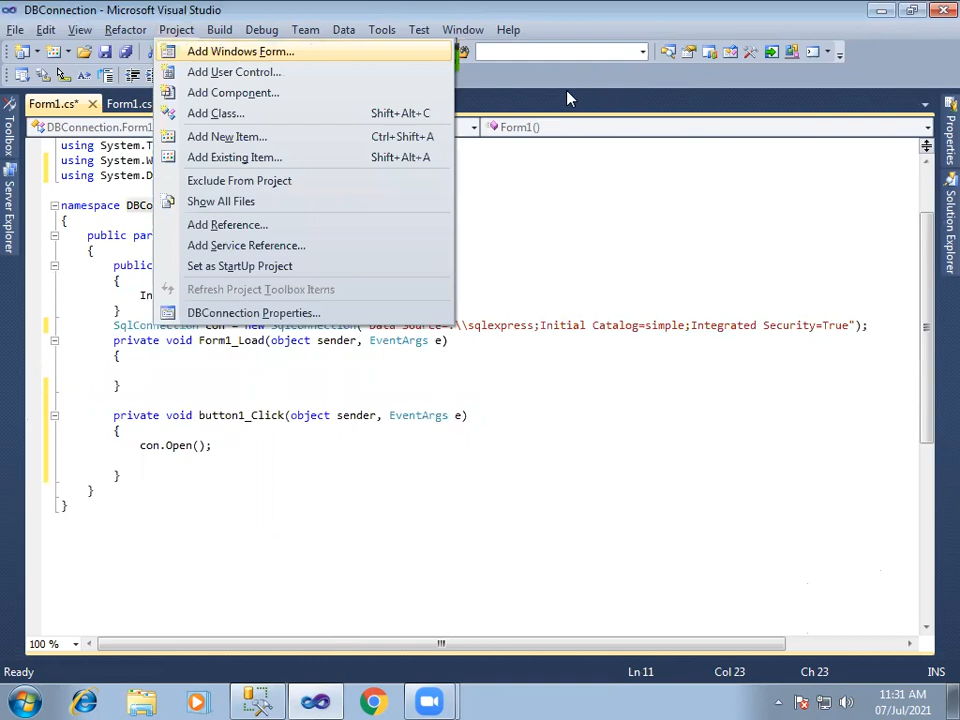 DBConnection - Microsoft Visual Studio
File Edit View Refactor Project Build Debug Team Data Tools Test Window Help
Add Windows Form...
Add User Control...
Add Component...
Add Class... Shift+Alt+C
Add New Item... Ctrl+Shift+A
Add Existing Item... Shift+Alt+A
Exclude From Project
Show All Files
Add Reference...
Add Service Reference...
Set as StartUp Project
Refresh Project Toolbox Items
DBConnection Properties...
Form1.cs* Form1.cs
DBConnection.Form1 Form1()
Toolbox
Server Explorer
Properties
Solution Explorer
using System.T
using System.W
using System.D
namespace DBCo
{
public par
{
public
{
In
}
SqlConnection con = new SqlConnection("Data Source=.\\sqlexpress;Initial Catalog=simple;Integrated Security=True");
private void Form1_Load(object sender, EventArgs e)
{
}
private void button1_Click(object sender, EventArgs e)
{
con.Open();
}
}
}
100 %
Ready Ln 11 Col 23 Ch 23 INS
11:31 AM
07/Jul/2021